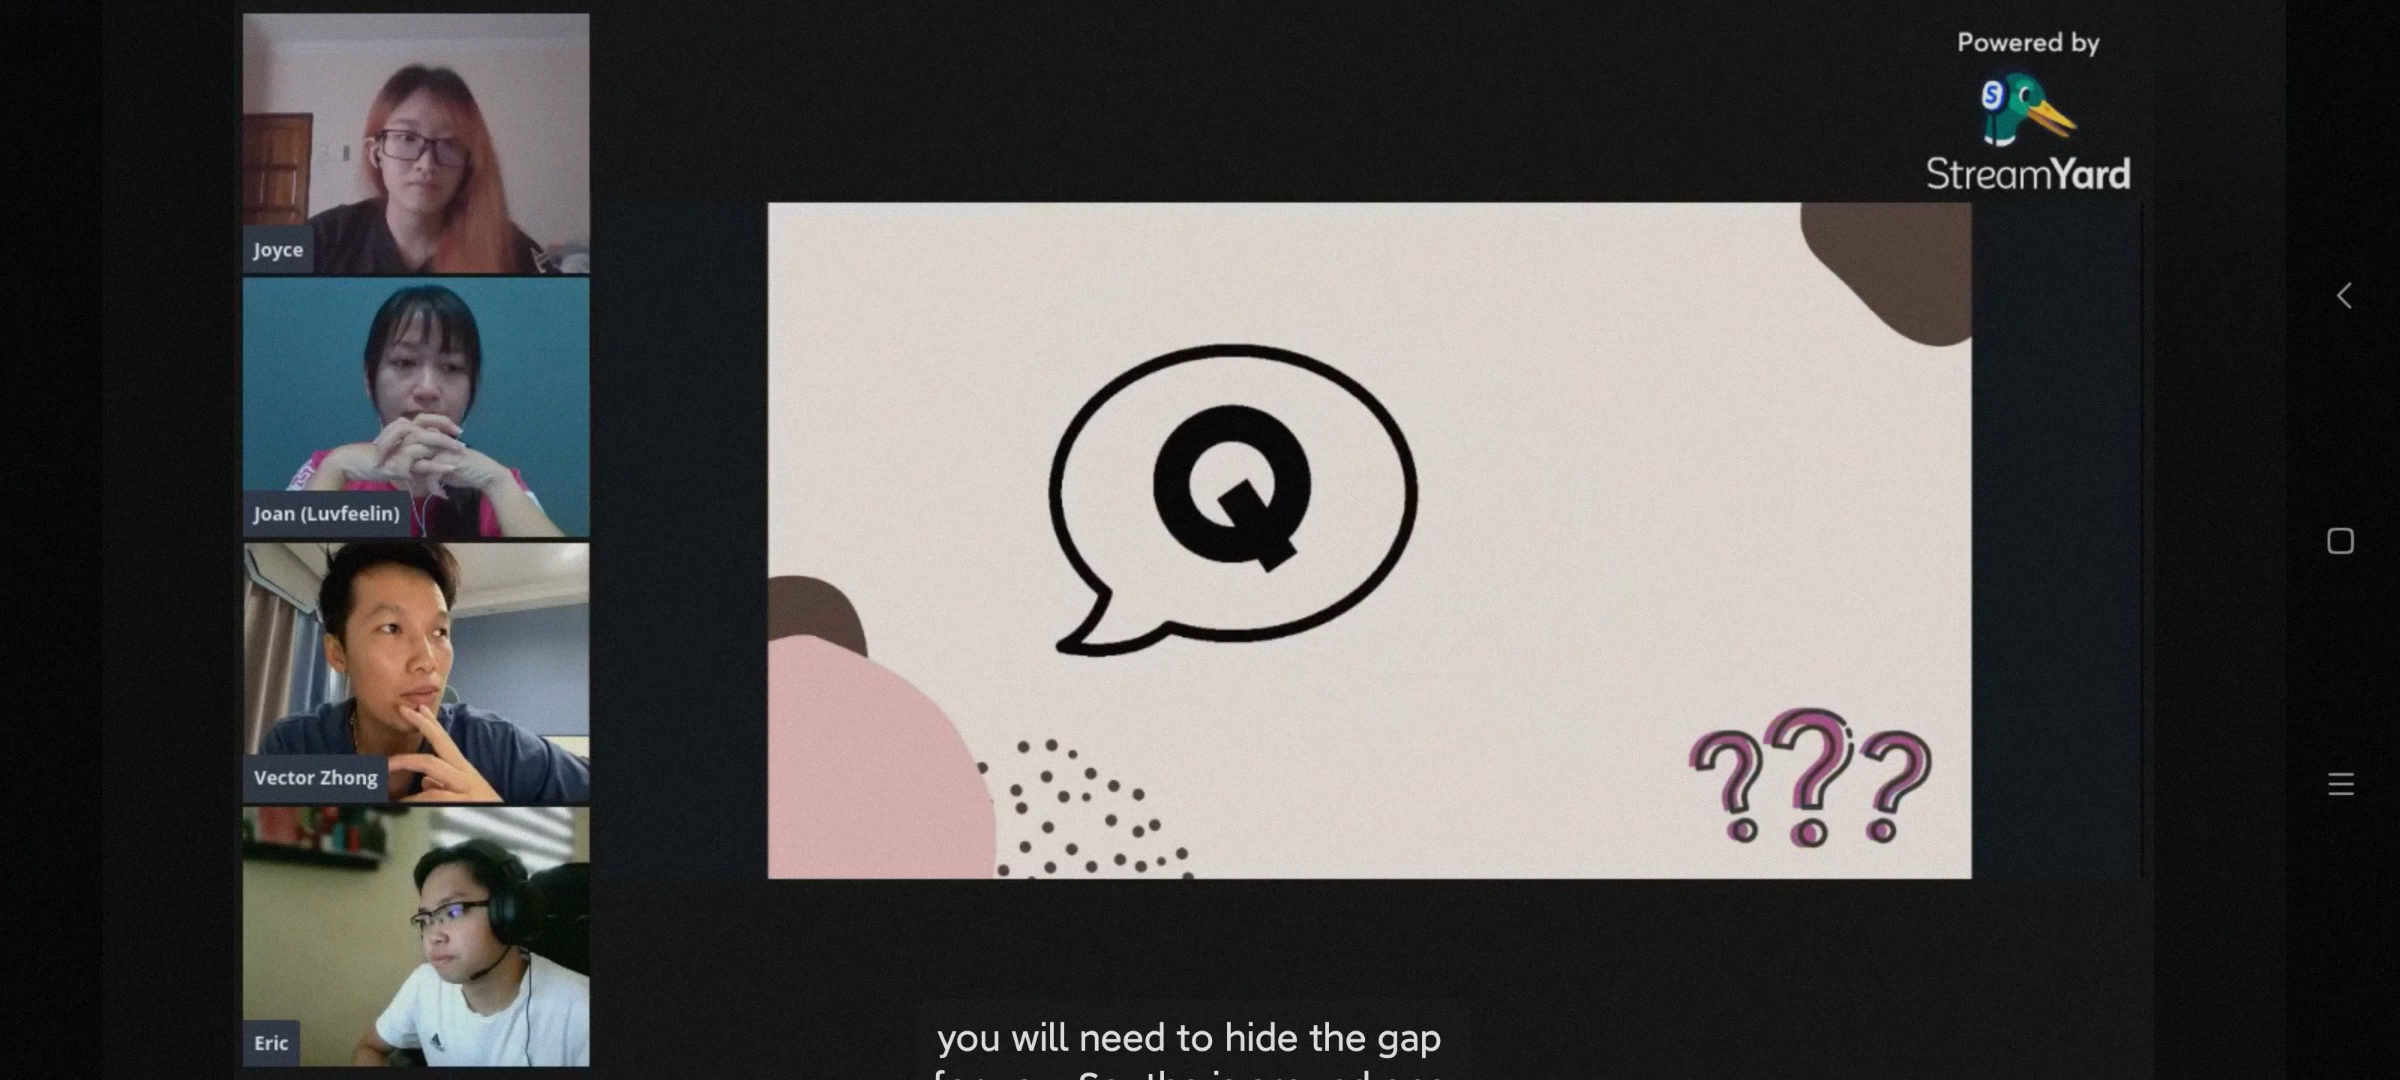 Powered by
S
StreamYard
Joyce
Joan (Luvfeelin)
Vector Zhong
Eric
Q
???
you will need to hide the gap